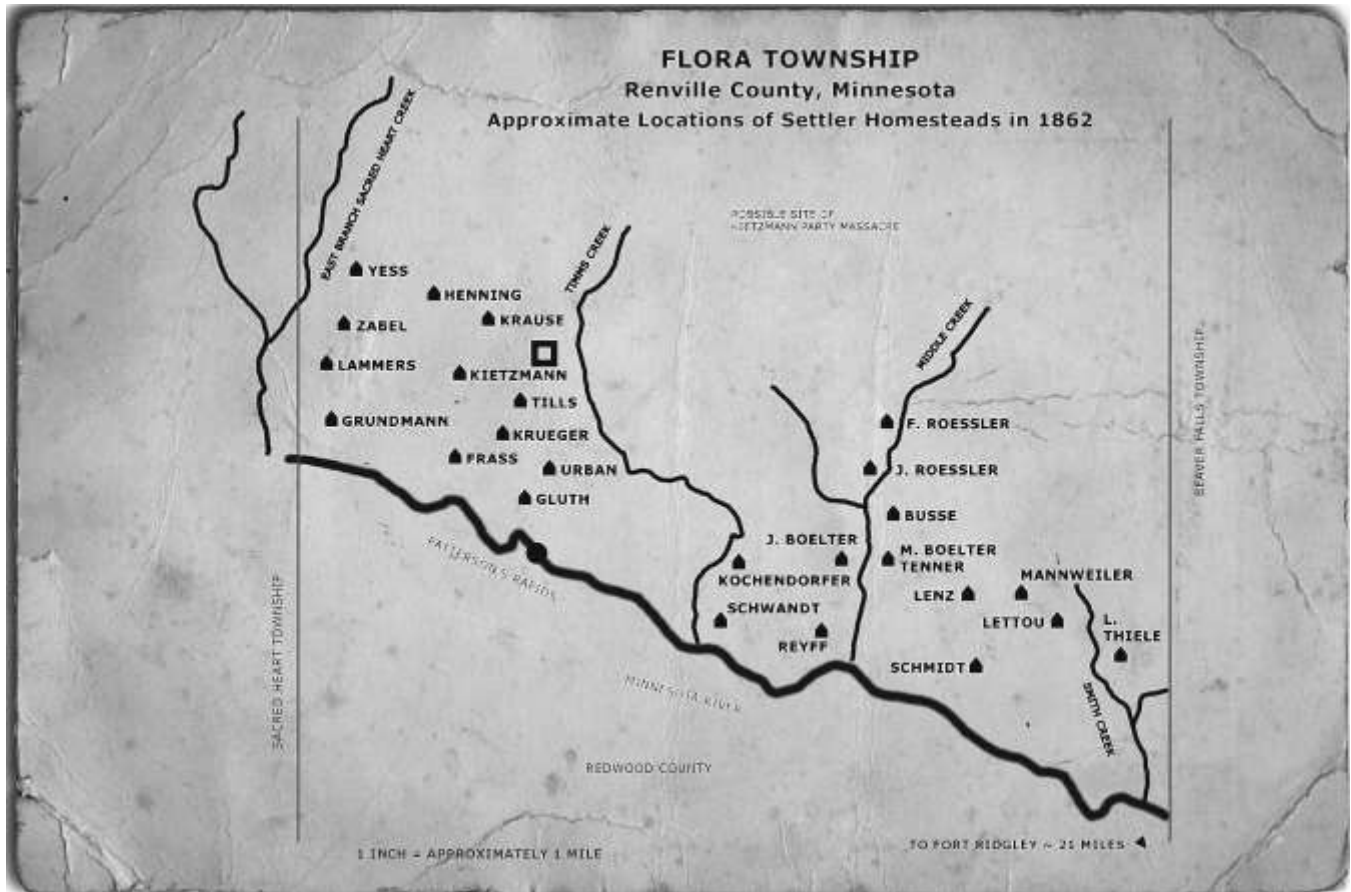 FLORA TOWNSHIP
Renville County, Minnesota
Approximate Locations of Settler Homesteads in 1862
EAST BRANCH SACRED HEART CREEK
POSSIBLE SITE OF
KIETZMANN PARTY MASSACRE
TIMMS CREEK
YESS
HENNING
KRAUSE
ZABEL
LAMMERS
KIETZMANN
TILLS
GRUNDMANN
KRUEGER
FRASS
URBAN
GLUTH
MIDDLE CREEK
F. ROESSLER
J. ROESSLER
BUSSE
J. BOELTER
M. BOELTER
TENNER
KOCHENDORFER
MANNWEILER
LENZ
SCHWANDT
LETTOU
L.
THIELE
REYFF
SCHMIDT
SMITH CREEK
PATTERSON'S RAPIDS
MINNESOTA RIVER
SACRED HEART TOWNSHIP
BEAVER FALLS TOWNSHIP
REDWOOD COUNTY
1 INCH = APPROXIMATELY 1 MILE
TO FORT RIDGLEY ~ 21 MILES